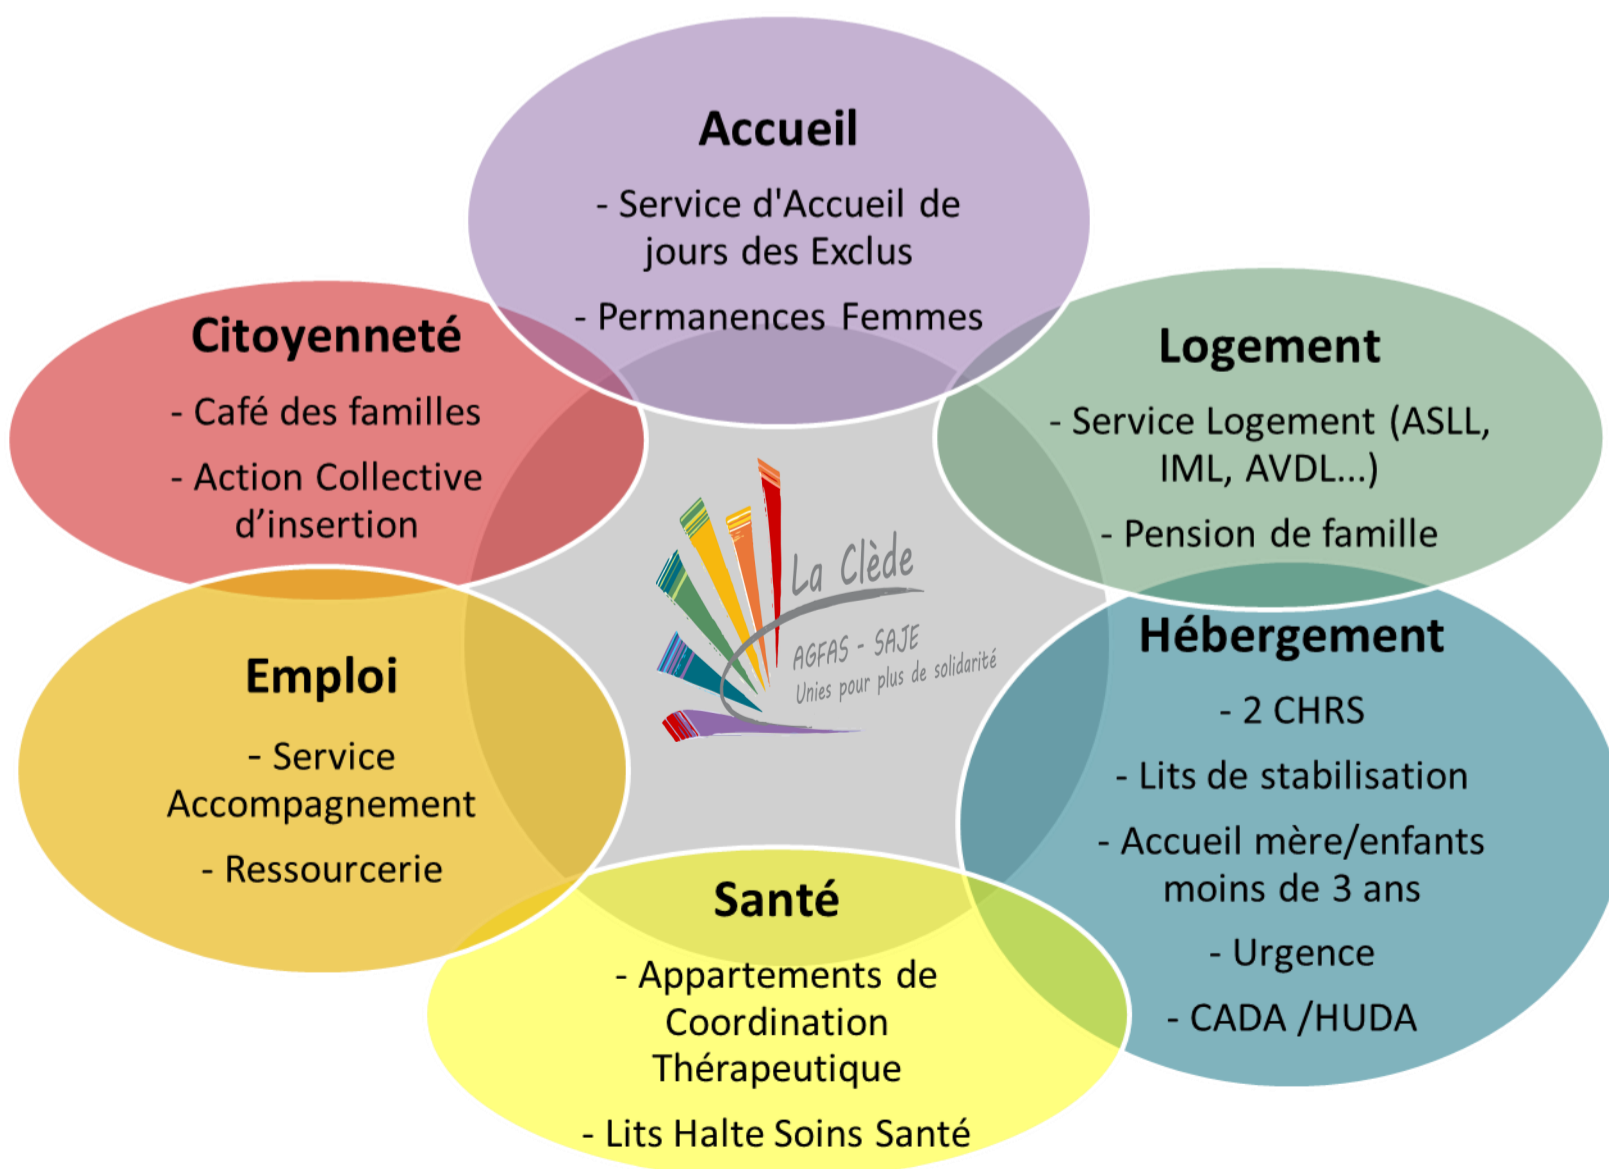 Accueil
- Service d'Accueil de
jours des Exclus
- Permanences Femmes
Citoyenneté
- Café des familles
- Action Collective
d’insertion
Logement
- Service Logement (ASLL,
IML, AVDL...)
- Pension de famille
La Clède
AGFAS - SAJE
Unies pour plus de solidarité
Emploi
- Service
Accompagnement
- Ressourcerie
Hébergement
- 2 CHRS
- Lits de stabilisation
- Accueil mère/enfants
moins de 3 ans
- Urgence
- CADA /HUDA
Santé
- Appartements de
Coordination
Thérapeutique
- Lits Halte Soins Santé